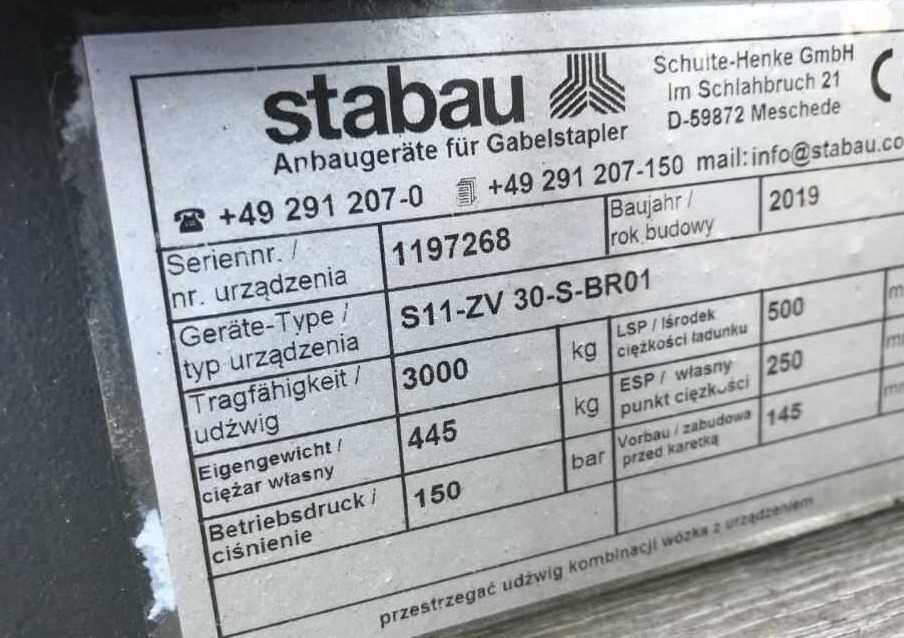 stabau
Anbaugeräte für Gabelstapler
Schulte-Henke GmbH
Im Schlahbruch 21
D-59872 Meschede
+49 291 207-0 +49 291 207-150 mail: info@stabau.co
Seriennr. /
nr. urządzenia
1197268
Baujahr /
rok budowy
2019
Geräte-Type /
typ urządzenia
S11-ZV 30-S-BR01
Tragfähigkeit /
udźwig
3000
kg
LSP / lśrodek
ciężkości ładunku
500
m
Eigengewicht /
ciężar własny
445
kg
ESP / własny
punkt ciężkości
250
mm
Betriebsdruck /
ciśnienie
150
bar
Vorbau / zabudowa
przed karetką
145
mm
przestrzegać udźwig kombinacji wózka z urządzeniem